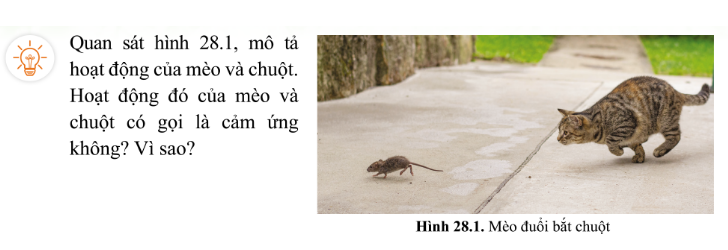 Quan sát hình 28.1, mô tả
hoạt động của mèo và chuột.
Hoạt động đó của mèo và
chuột có gọi là cảm ứng
không? Vì sao?
Hình 28.1. Mèo đuổi bắt chuột